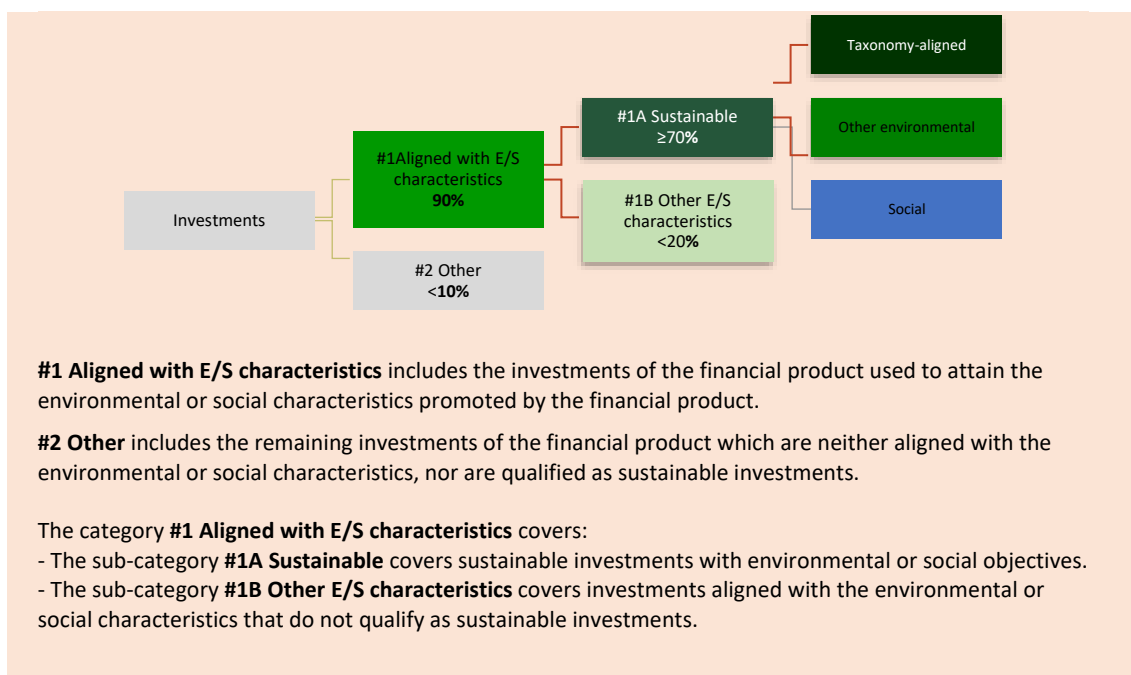 Taxonomy-aligned
#1A Sustainable
≥70%
Other environmental
#1Aligned with E/S
characteristics
90%
#1B Other E/S
characteristics
<20%
Social
Investments
#2 Other
<10%
#1 Aligned with E/S characteristics includes the investments of the financial product used to attain the
environmental or social characteristics promoted by the financial product.
#2 Other includes the remaining investments of the financial product which are neither aligned with the
environmental or social characteristics, nor are qualified as sustainable investments.
The category #1 Aligned with E/S characteristics covers:
- The sub-category #1A Sustainable covers sustainable investments with environmental or social objectives.
- The sub-category #1B Other E/S characteristics covers investments aligned with the environmental or
social characteristics that do not qualify as sustainable investments.